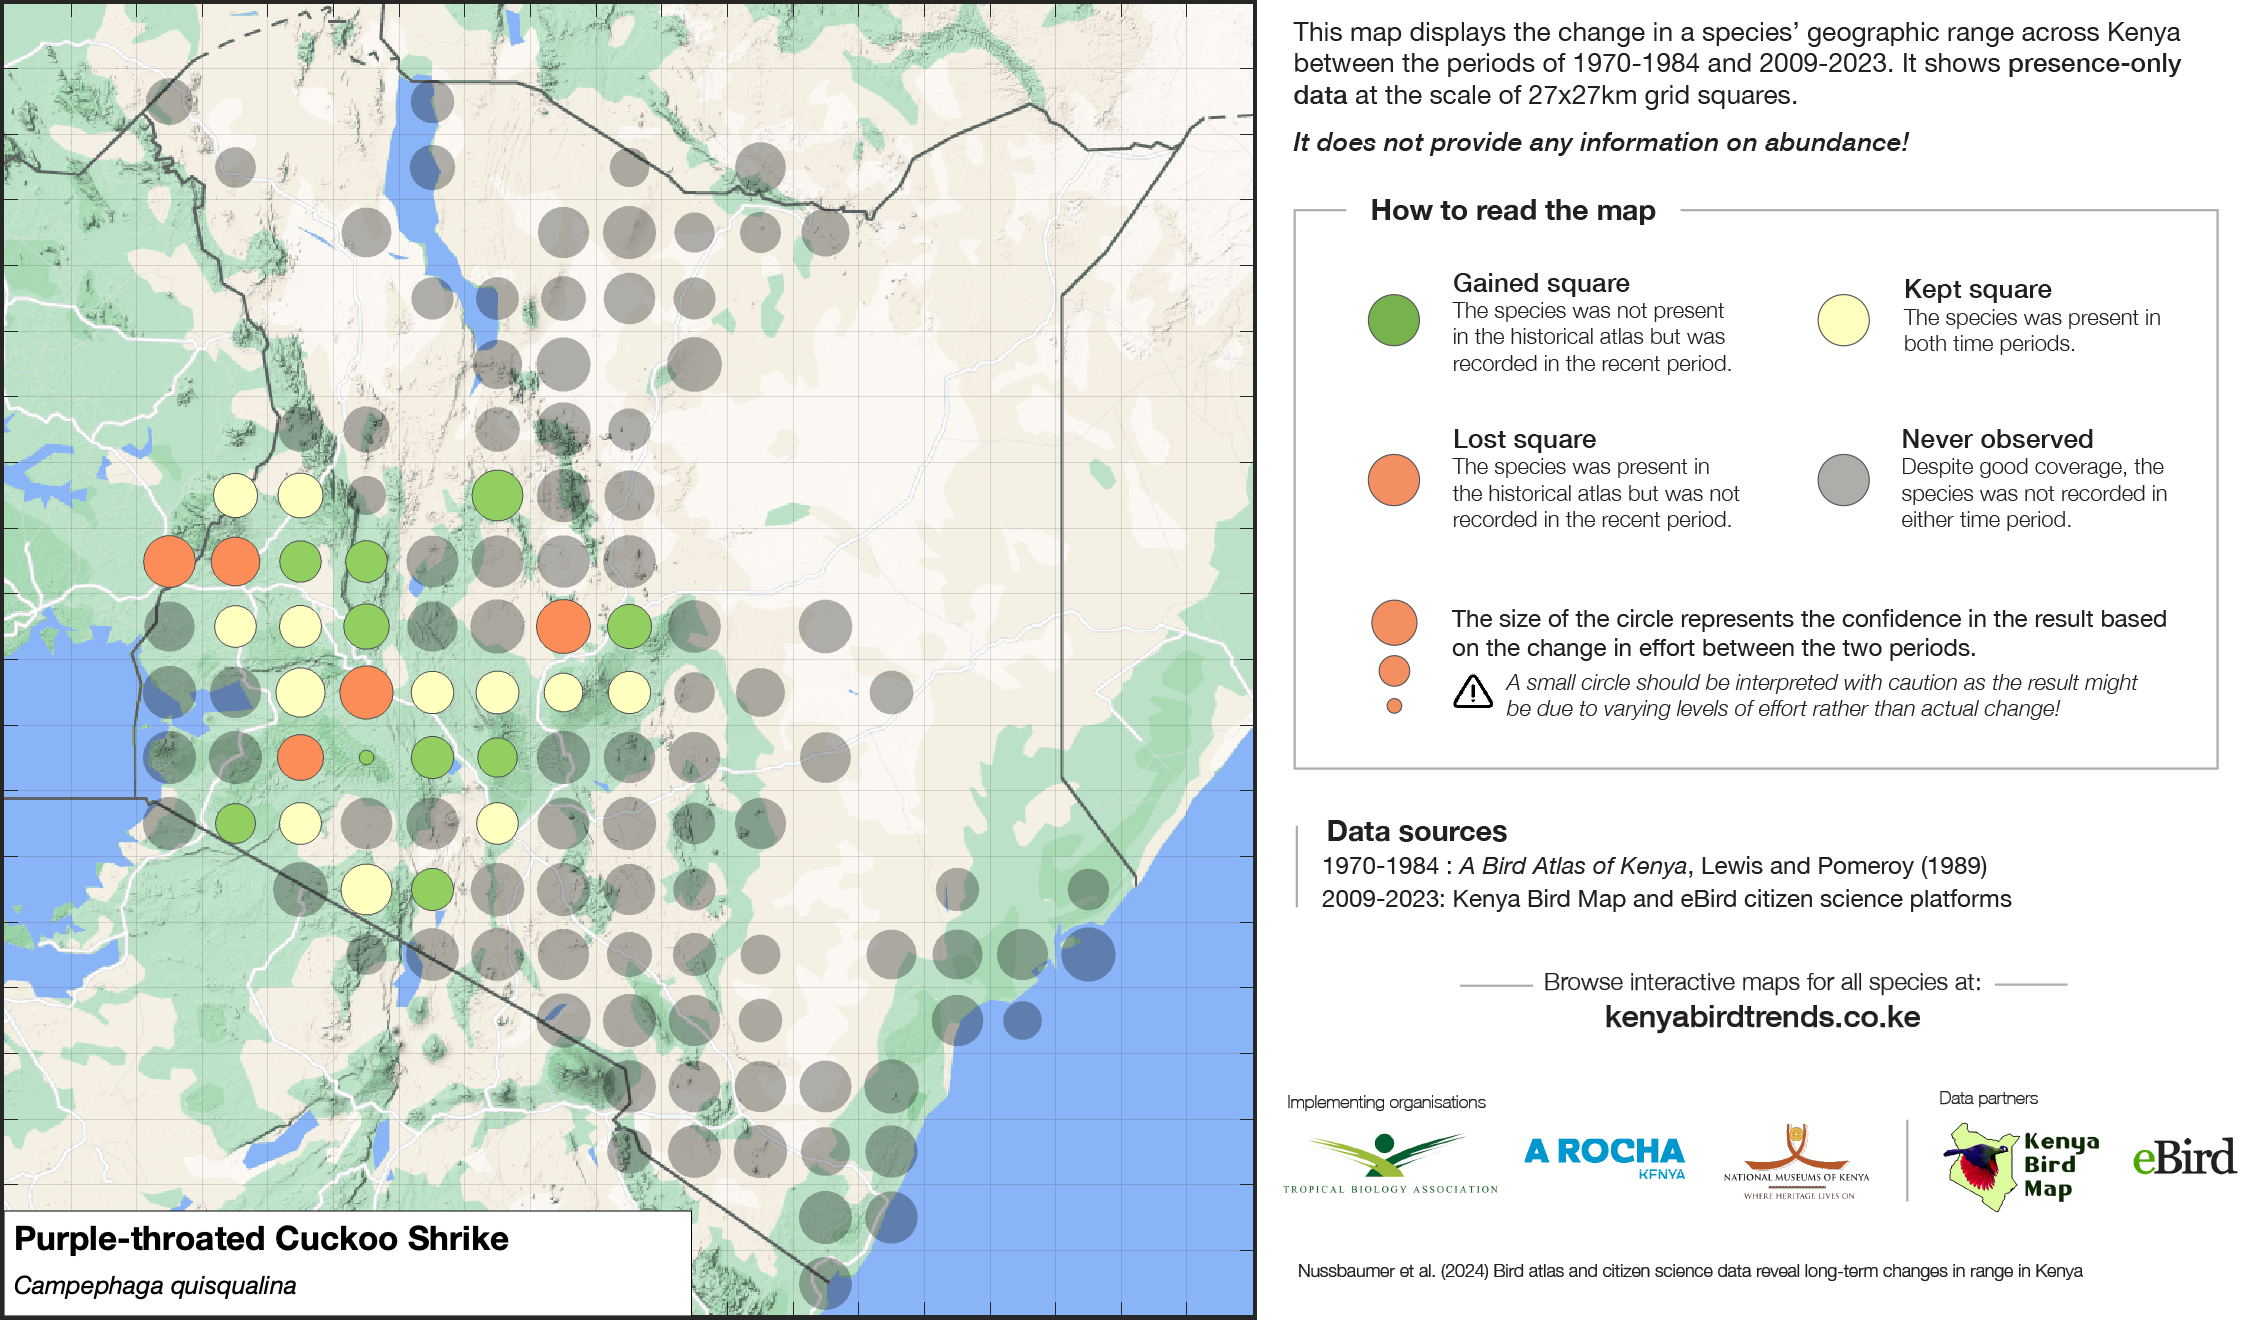 This map displays the change in a species' geographic range across Kenya
between the periods of 1970-1984 and 2009-2023. It shows presence-only
data at the scale of 27x27km grid squares.
It does not provide any information on abundance!
How to read the map
Gained square
The species was not present
in the historical atlas but was
recorded in the recent period.
Kept square
The species was present in
both time periods.
Lost square
The species was present in
the historical atlas but was not
recorded in the recent period.
Never observed
Despite good coverage, the
species was not recorded in
either time period.
The size of the circle represents the confidence in the result based
on the change in effort between the two periods.
A small circle should be interpreted with caution as the result might
be due to varying levels of effort rather than actual change!
Data sources
1970-1984 : A Bird Atlas of Kenya, Lewis and Pomeroy (1989)
2009-2023: Kenya Bird Map and eBird citizen science platforms
Browse interactive maps for all species at:
kenyabirdtrends.co.ke
Implementing organisations
Data partners
TROPICAL BIOLOGY ASSOCIATION
A ROCHA
KENYA
NATIONAL MUSEUMS OF KENYA
WHERE HERITAGE LIVES ON
Kenya
Bird
Map
eBird
Purple-throated Cuckoo Shrike
Campephaga quisqualina
Nussbaumer et al. (2024) Bird atlas and citizen science data reveal long-term changes in range in Kenya